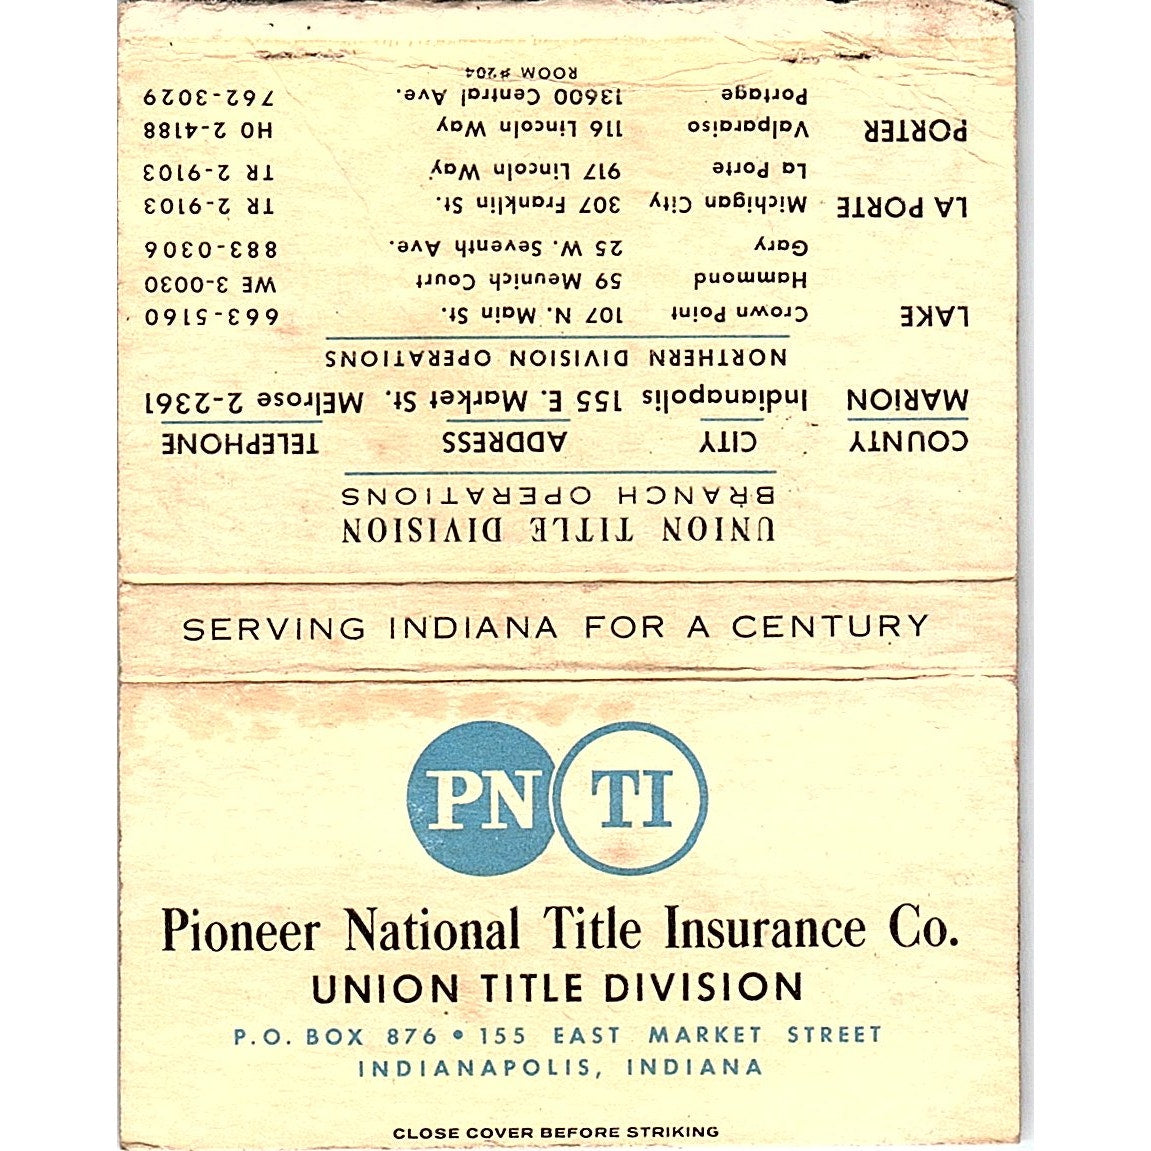 UNION TITLE DIVISION
BRANCH OPERATIONS
COUNTY CITY ADDRESS TELEPHONE
MARION Indianapolis 155 E. Market St. MElrose 2-2361
NORTHERN DIVISION OPERATIONS
LAKE Crown Point 107 N. Main St. 663-5160
Hammond 59 Meunich Court WE 3-0030
Gary 25 W. Seventh Ave. 883-0306
LA PORTE Michigan City 307 Franklin St. TR 2-9103
La Porte 917 Lincoln Way TR 2-9103
PORTER Valparaiso 116 Lincoln Way HO 2-4188
Portage 13600 Central Ave. 762-3029
ROOM #204
SERVING INDIANA FOR A CENTURY
PN TI
Pioneer National Title Insurance Co.
UNION TITLE DIVISION
P.O. BOX 876 • 155 EAST MARKET STREET
INDIANAPOLIS, INDIANA
CLOSE COVER BEFORE STRIKING